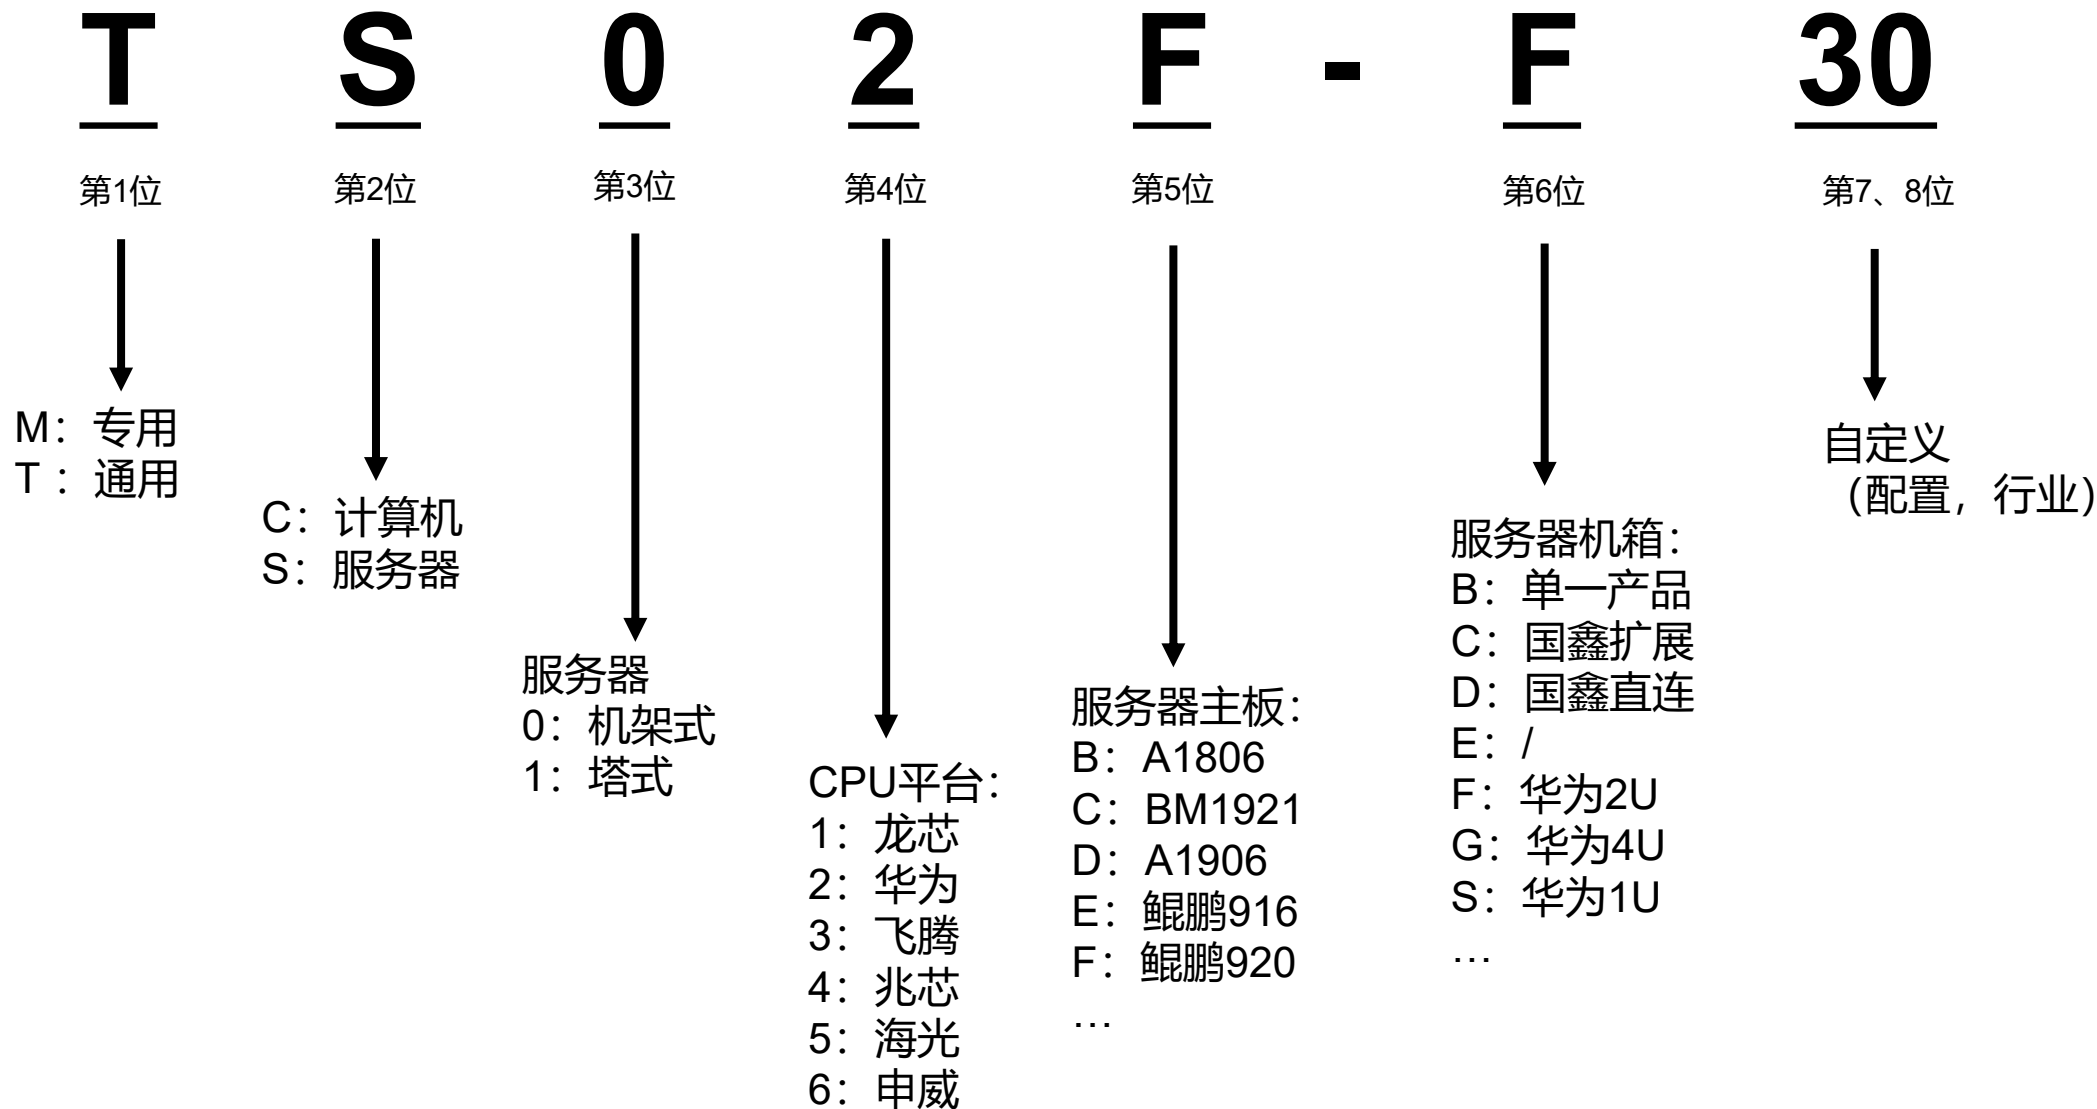 T S 0 2 F - F 30
第1位 第2位 第3位 第4位 第5位 第6位 第7、8位
M：专用
T：通用
C：计算机
S：服务器
服务器
0：机架式
1：塔式
CPU平台：
1：龙芯
2：华为
3：飞腾
4：兆芯
5：海光
6：申威
服务器主板：
B：A1806
C：BM1921
D：A1906
E：鲲鹏916
F：鲲鹏920
…
服务器机箱：
B：单一产品
C：国鑫扩展
D：国鑫直连
E：/
F：华为2U
G：华为4U
S：华为1U
…
自定义
（配置，行业）